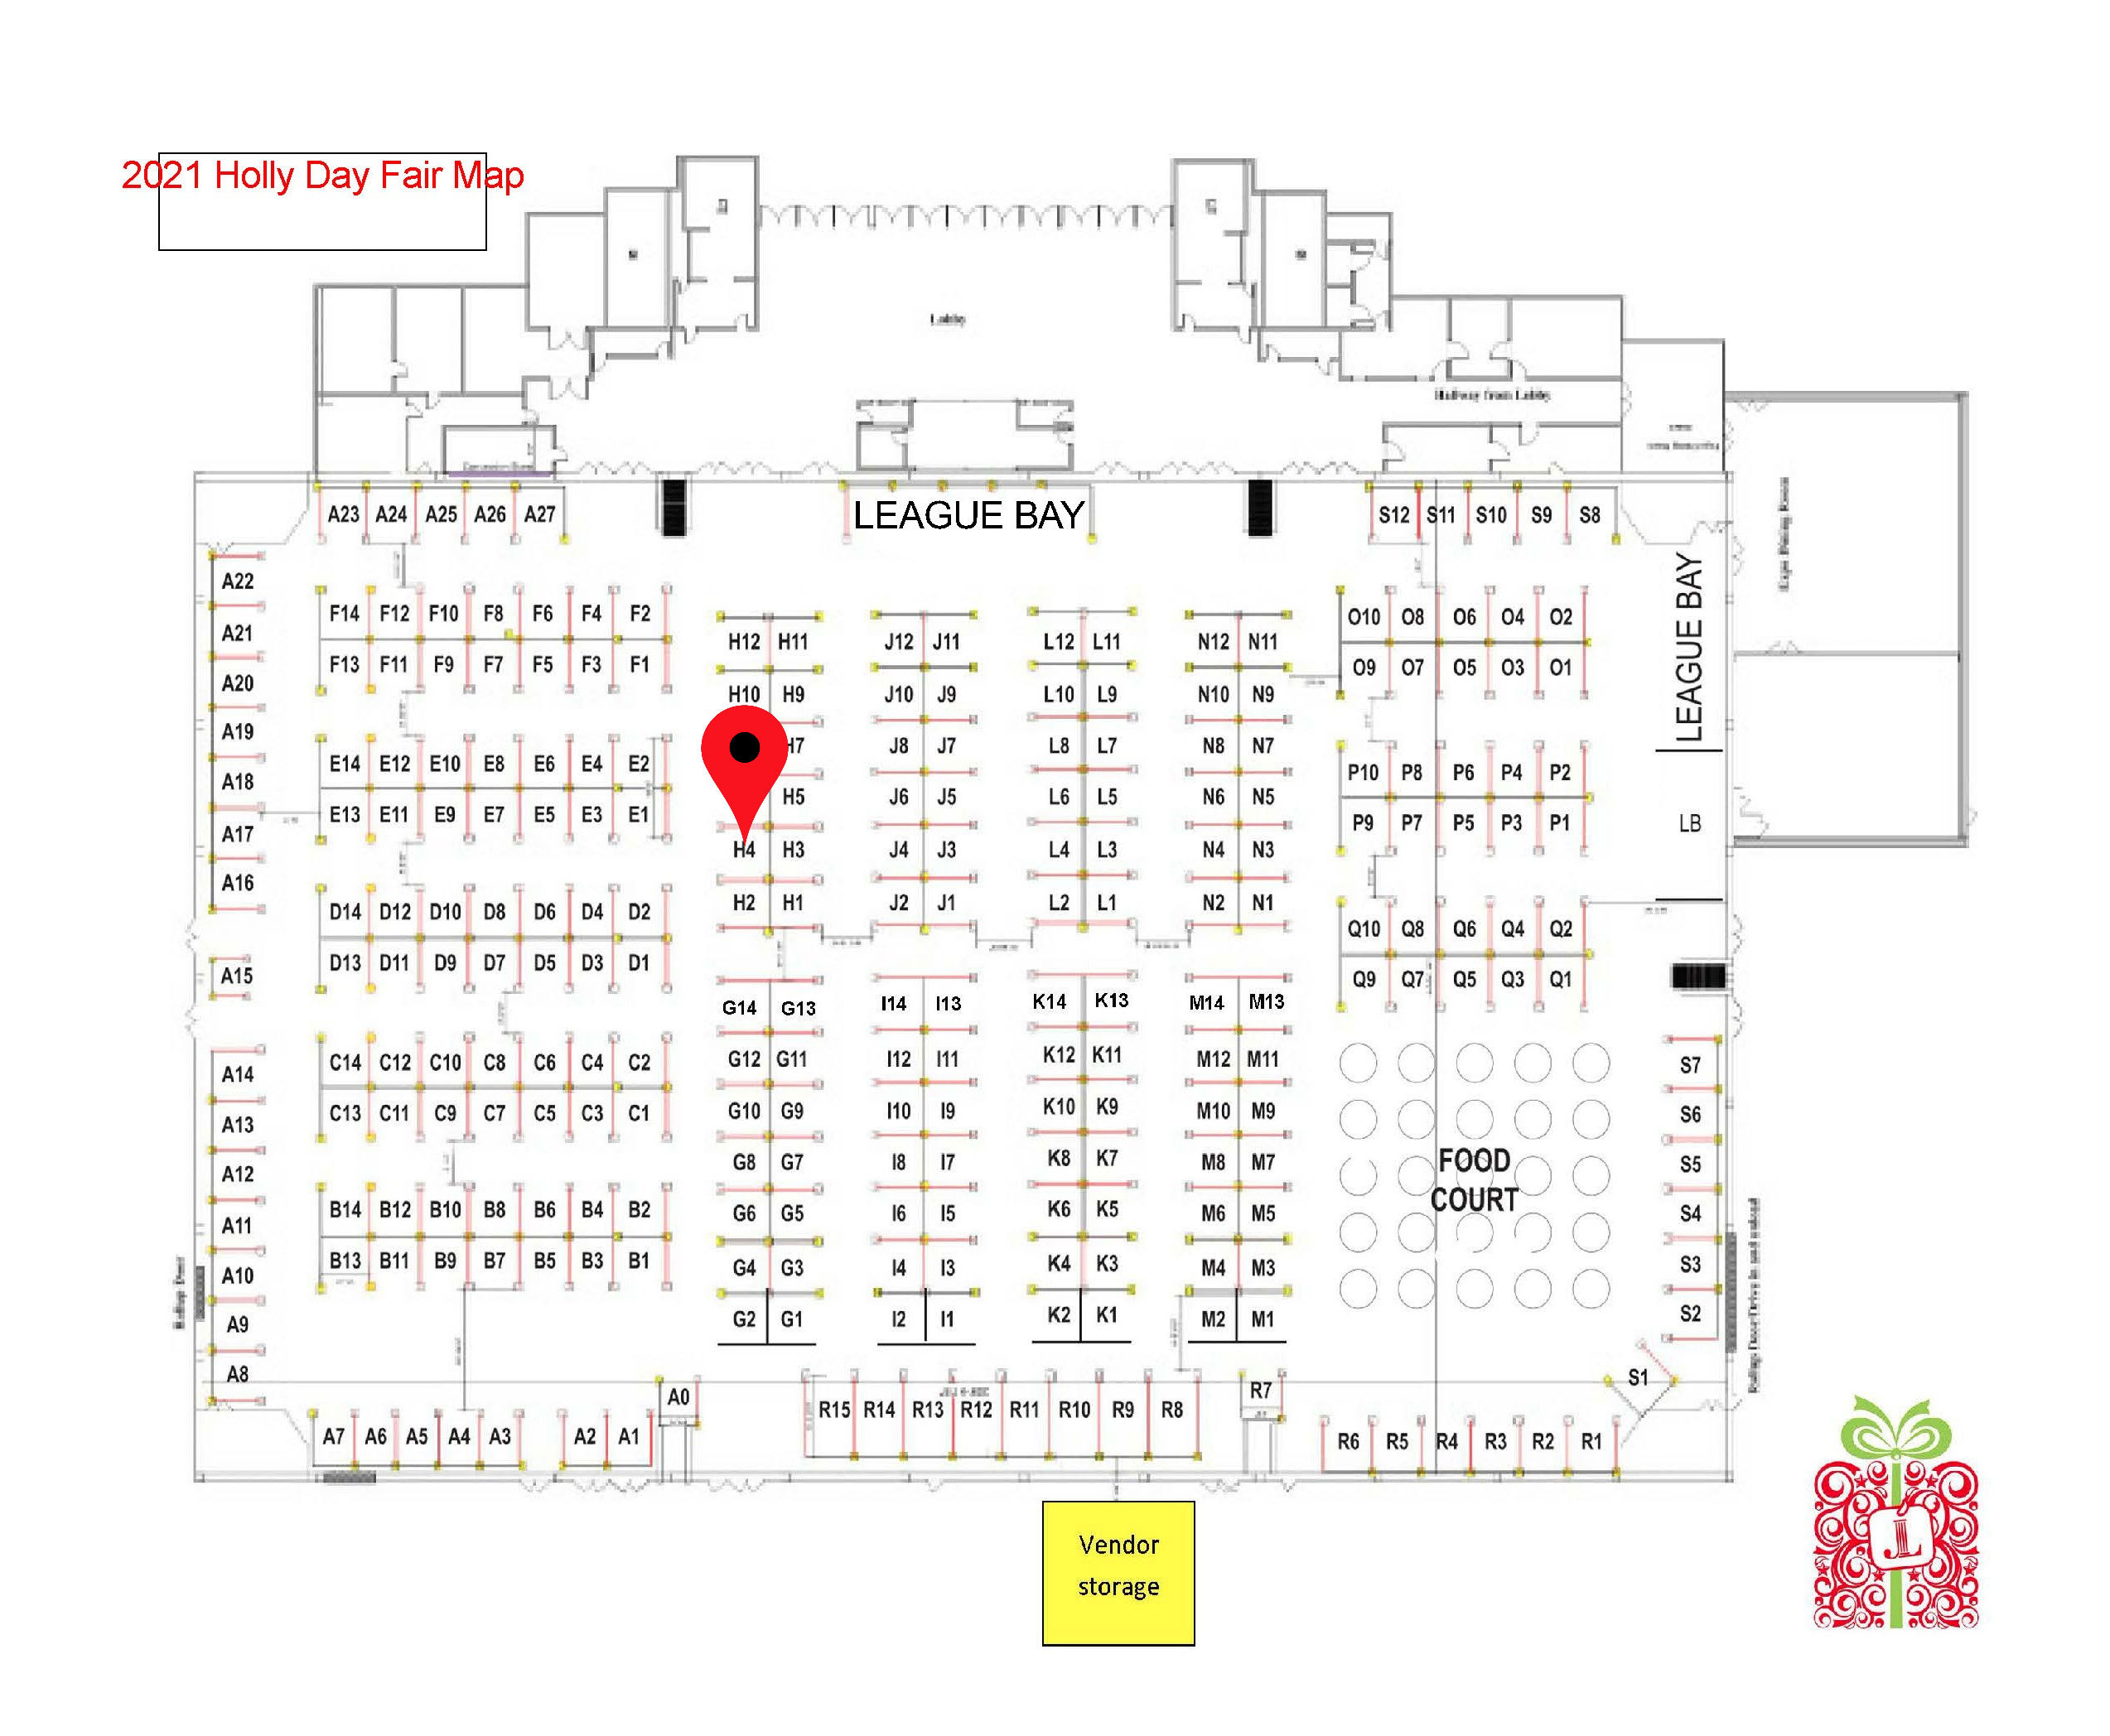 2021 Holly Day Fair Map
Lobby
Hallway from Lobby
LEAGUE BAY
A23 A24 A25 A26 A27
S12 S11 S10 S9 S8
A22
A21
A20
A19
A18
A17
A16
A15
A14
A13
A12
A11
A10
A9
A8
F14 F12 F10 F8 F6 F4 F2
F13 F11 F9 F7 F5 F3 F1
E14 E12 E10 E8 E6 E4 E2
E13 E11 E9 E7 E5 E3 E1
D14 D12 D10 D8 D6 D4 D2
D13 D11 D9 D7 D5 D3 D1
C14 C12 C10 C8 C6 C4 C2
C13 C11 C9 C7 C5 C3 C1
B14 B12 B10 B8 B6 B4 B2
B13 B11 B9 B7 B5 B3 B1
H12 H11
H10 H9
H7
H5
H4 H3
H2 H1
G14 G13
G12 G11
G10 G9
G8 G7
G6 G5
G4 G3
G2 G1
J12 J11
J10 J9
J8 J7
J6 J5
J4 J3
J2 J1
I14 I13
I12 I11
I10 I9
I8 I7
I6 I5
I4 I3
I2 I1
L12 L11
L10 L9
L8 L7
L6 L5
L4 L3
L2 L1
K14 K13
K12 K11
K10 K9
K8 K7
K6 K5
K4 K3
K2 K1
N12 N11
N10 N9
N8 N7
N6 N5
N4 N3
N2 N1
M14 M13
M12 M11
M10 M9
M8 M7
M6 M5
M4 M3
M2 M1
O10 O8 O6 O4 O2
O9 O7 O5 O3 O1
P10 P8 P6 P4 P2
P9 P7 P5 P3 P1
Q10 Q8 Q6 Q4 Q2
Q9 Q7 Q5 Q3 Q1
LEAGUE BAY
LB
FOOD
COURT
S7
S6
S5
S4
S3
S2
S1
A7 A6 A5 A4 A3 A2 A1
A0
R15 R14 R13 R12 R11 R10 R9 R8
R7
R6 R5 R4 R3 R2 R1
Vendor
storage
JL